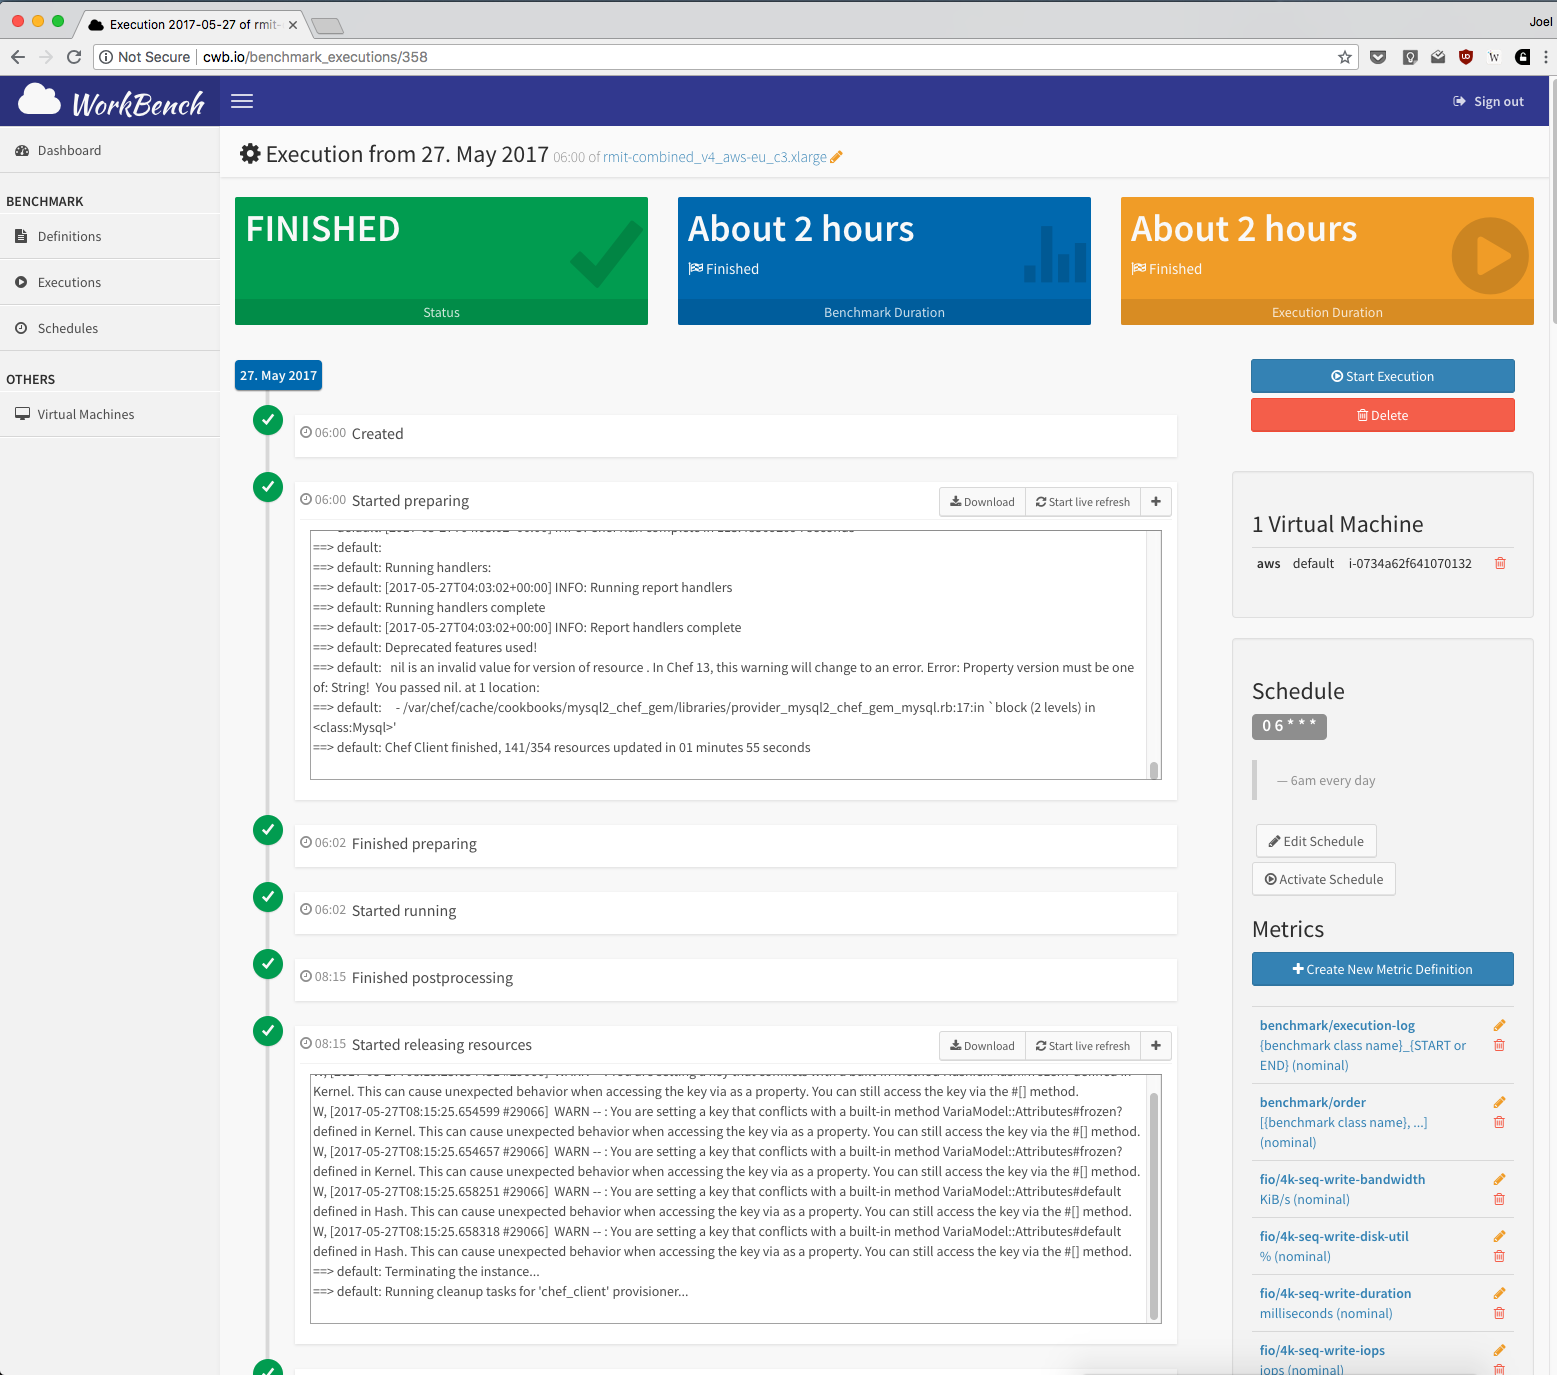 Execution 2017-05-27 of rmit-
Joel
Not Secure | cwb.io/benchmark_executions/358
WorkBench
Sign out
Dashboard
BENCHMARK
Definitions
Executions
Schedules
OTHERS
Virtual Machines
Execution from 27. May 2017 06:00 of rmit-combined_v4_aws-eu_c3.xlarge
FINISHED
Status
About 2 hours
Finished
Benchmark Duration
About 2 hours
Finished
Execution Duration
27. May 2017
06:00 Created
06:00 Started preparing
Download
Start live refresh
==> default:
==> default: Running handlers:
==> default: [2017-05-27T04:03:02+00:00] INFO: Running report handlers
==> default: Running handlers complete
==> default: [2017-05-27T04:03:02+00:00] INFO: Report handlers complete
==> default: Deprecated features used!
==> default:   nil is an invalid value for version of resource . In Chef 13, this warning will change to an error. Error: Property version must be one
of: String!  You passed nil. at 1 location:
==> default:     - /var/chef/cache/cookbooks/mysql2_chef_gem/libraries/provider_mysql2_chef_gem_mysql.rb:17:in `block (2 levels) in
<class:Mysql>'
==> default: Chef Client finished, 141/354 resources updated in 01 minutes 55 seconds
06:02 Finished preparing
06:02 Started running
08:15 Finished postprocessing
08:15 Started releasing resources
Download
Start live refresh
Kernel. This can cause unexpected behavior when accessing the key via as a property. You can still access the key via the #[] method.
W, [2017-05-27T08:15:25.654599 #29066]  WARN -- : You are setting a key that conflicts with a built-in method VariaModel::Attributes#frozen?
defined in Kernel. This can cause unexpected behavior when accessing the key via as a property. You can still access the key via the #[] method.
W, [2017-05-27T08:15:25.654657 #29066]  WARN -- : You are setting a key that conflicts with a built-in method VariaModel::Attributes#frozen?
defined in Kernel. This can cause unexpected behavior when accessing the key via as a property. You can still access the key via the #[] method.
W, [2017-05-27T08:15:25.658251 #29066]  WARN -- : You are setting a key that conflicts with a built-in method VariaModel::Attributes#default
defined in Hash. This can cause unexpected behavior when accessing the key via as a property. You can still access the key via the #[] method.
W, [2017-05-27T08:15:25.658318 #29066]  WARN -- : You are setting a key that conflicts with a built-in method VariaModel::Attributes#default
defined in Hash. This can cause unexpected behavior when accessing the key via as a property. You can still access the key via the #[] method.
==> default: Terminating the instance...
==> default: Running cleanup tasks for 'chef_client' provisioner...
Start Execution
Delete
1 Virtual Machine
aws default i-0734a62f641070132
Schedule
0 6 * * *
— 6am every day
Edit Schedule
Activate Schedule
Metrics
Create New Metric Definition
benchmark/execution-log
{benchmark class name}_{START or
END} (nominal)
benchmark/order
[{benchmark class name}, ...]
(nominal)
fio/4k-seq-write-bandwidth
KiB/s (nominal)
fio/4k-seq-write-disk-util
% (nominal)
fio/4k-seq-write-duration
milliseconds (nominal)
fio/4k-seq-write-iops
iops (nominal)